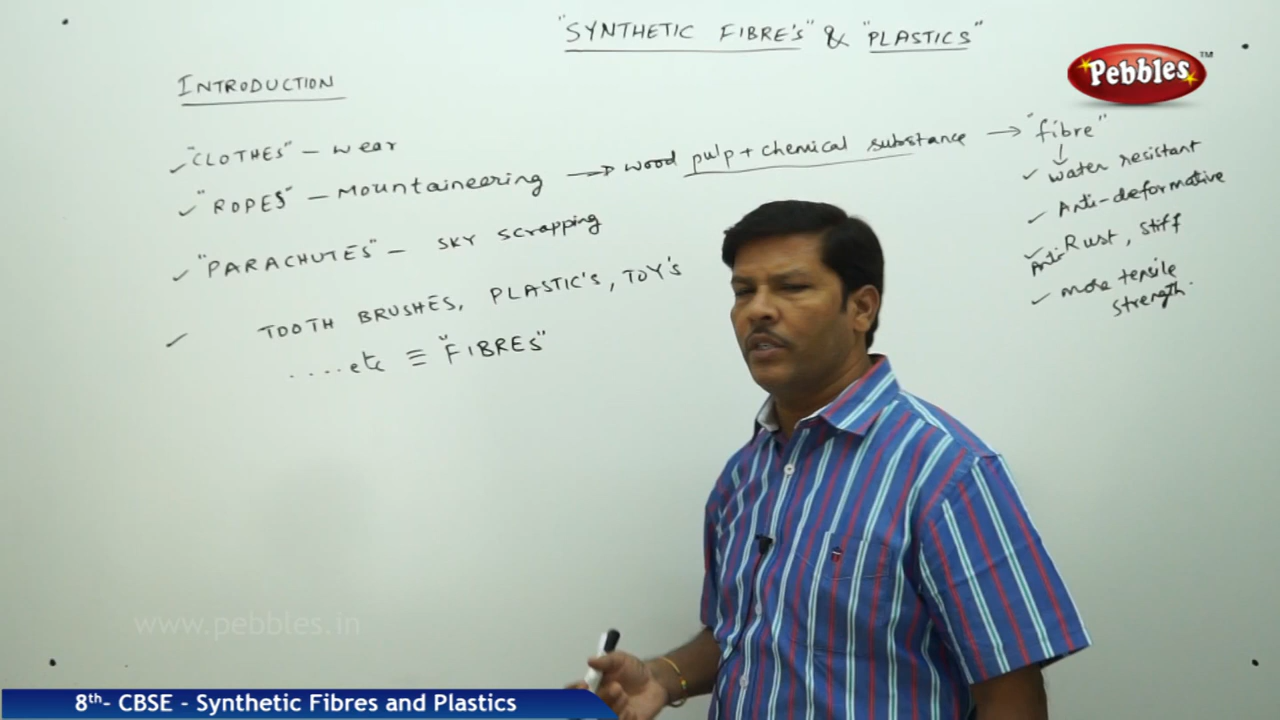 "SYNTHETIC FIBRE'S" & "PLASTICS"
Pebbles™
INTRODUCTION
"CLOTHES" - wear
"ROPES" - Mountaineering → wood pulp + chemical substance → "fibre"
"PARACHUTES" - SKY scrapping
TOOTH BRUSHES, PLASTIC'S, TOY'S
....etc ≡ "FIBRES"
↓
✓ water resistant
✓ Anti-deformative
✓ Anti Rust, Stiff
✓ more tensile
strength.
www.pebbles.in
8th- CBSE - Synthetic Fibres and Plastics